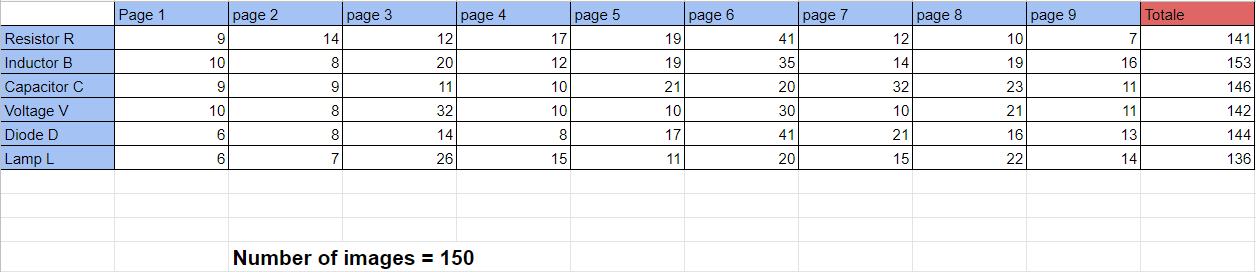 Page 1 page 2 page 3 page 4 page 5 page 6 page 7 page 8 page 9 Totale
Resistor R 9 14 12 17 19 41 12 10 7 141
Inductor B 10 8 20 12 19 35 14 19 16 153
Capacitor C 9 9 11 10 21 20 32 23 11 146
Voltage V 10 8 32 10 10 30 10 21 11 142
Diode D 6 8 14 8 17 41 21 16 13 144
Lamp L 6 7 26 15 11 20 15 22 14 136
Number of images = 150